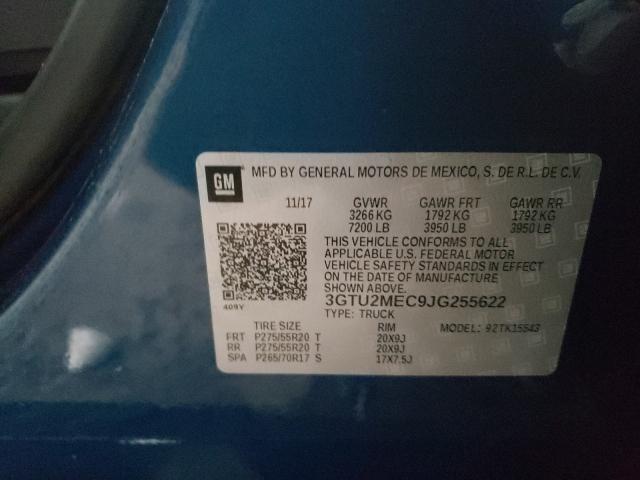 GM
MFD BY GENERAL MOTORS DE MEXICO, S. DE R.L. DE C.V.
11/17 GVWR GAWR FRT GAWR RR
3266 KG 1792 KG 1792 KG
7200 LB 3950 LB 3950 LB
THIS VEHICLE CONFORMS TO ALL
APPLICABLE U.S. FEDERAL MOTOR
VEHICLE SAFETY STANDARDS IN EFFECT
ON THE DATE OF MANUFACTURE
SHOWN ABOVE.
3GTU2MEC9JG255622
409Y
TYPE: TRUCK
TIRE SIZE RIM MODEL: 92TK15543
FRT P275/55R20 T 20X9J
RR P275/55R20 T 20X9J
SPA P265/70R17 S 17X7.5J